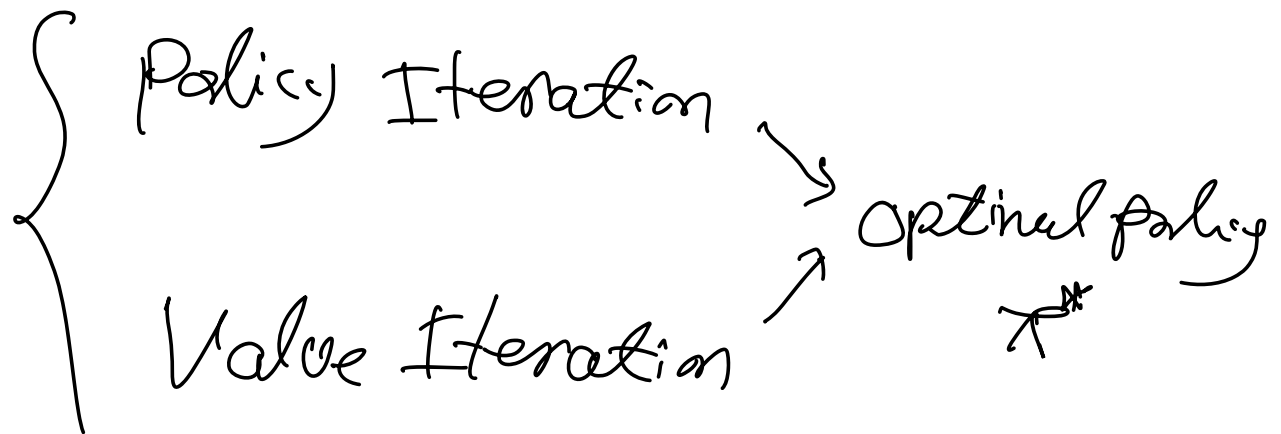 Policy Iteration
optimal policy
π*
Value Iteration